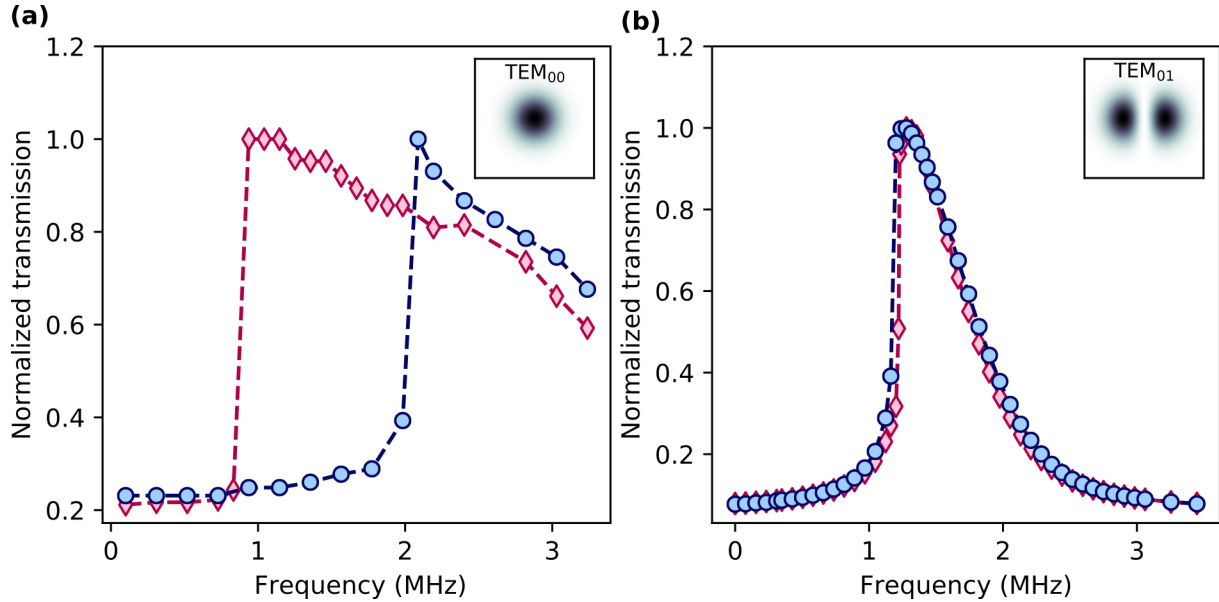 (a)
1.2
1.0
0.8
0.6
0.4
0.2
Normalized transmission
TEM00
0
1
2
3
Frequency (MHz)
(b)
1.2
1.0
0.8
0.6
0.4
0.2
Normalized transmission
TEM01
0
1
2
3
Frequency (MHz)